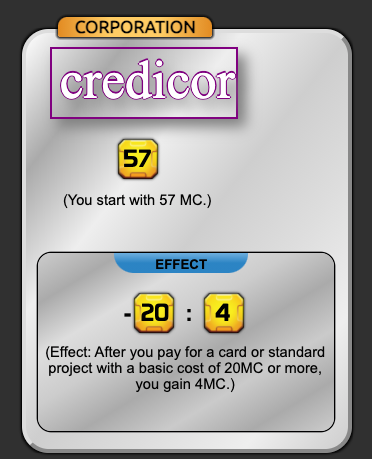 CORPORATION
credicor
57
(You start with 57 MC.)
EFFECT
-20 : 4
(Effect: After you pay for a card or standard
project with a basic cost of 20MC or more,
you gain 4MC.)